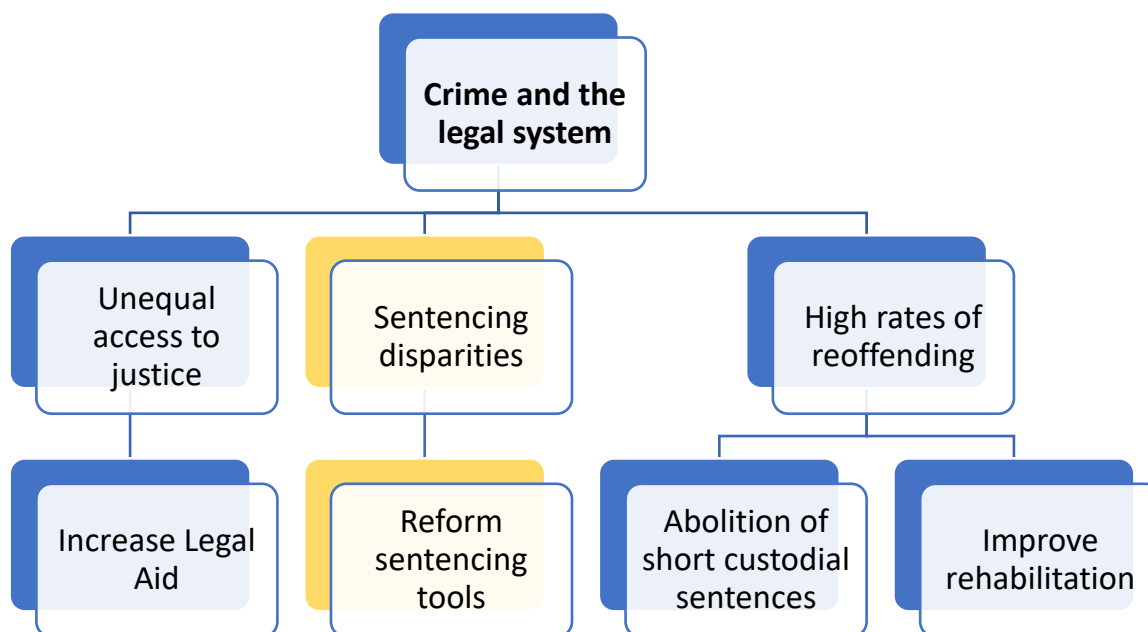 Crime and the
legal system
Unequal
access to
justice
Sentencing
disparities
High rates of
reoffending
Increase Legal
Aid
Reform
sentencing
tools
Abolition of
short custodial
sentences
Improve
rehabilitation